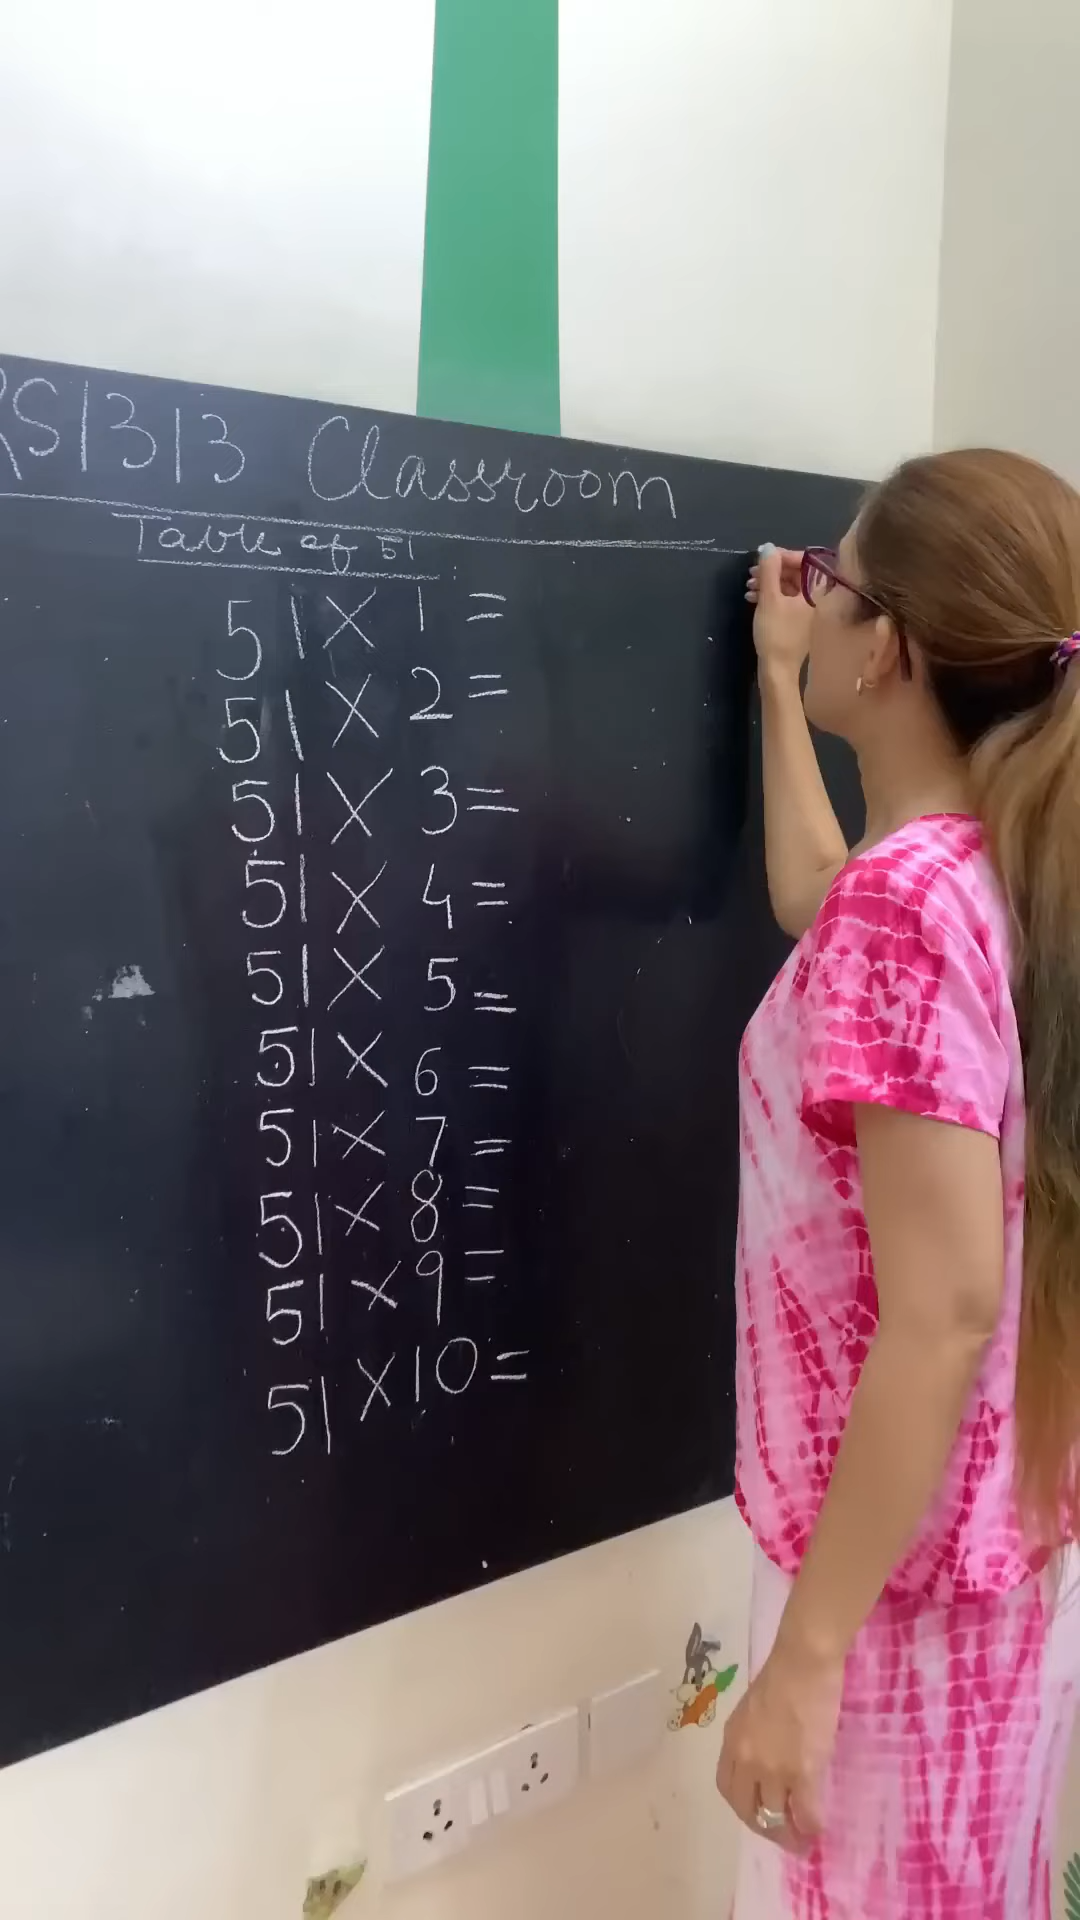 RS1313 Classroom
Table of 51
51 × 1 =
51 × 2 =
51 × 3 =
51 × 4 =
51 × 5 =
51 × 6 =
51 × 7 =
51 × 8 =
51 × 9 =
51 × 10 =